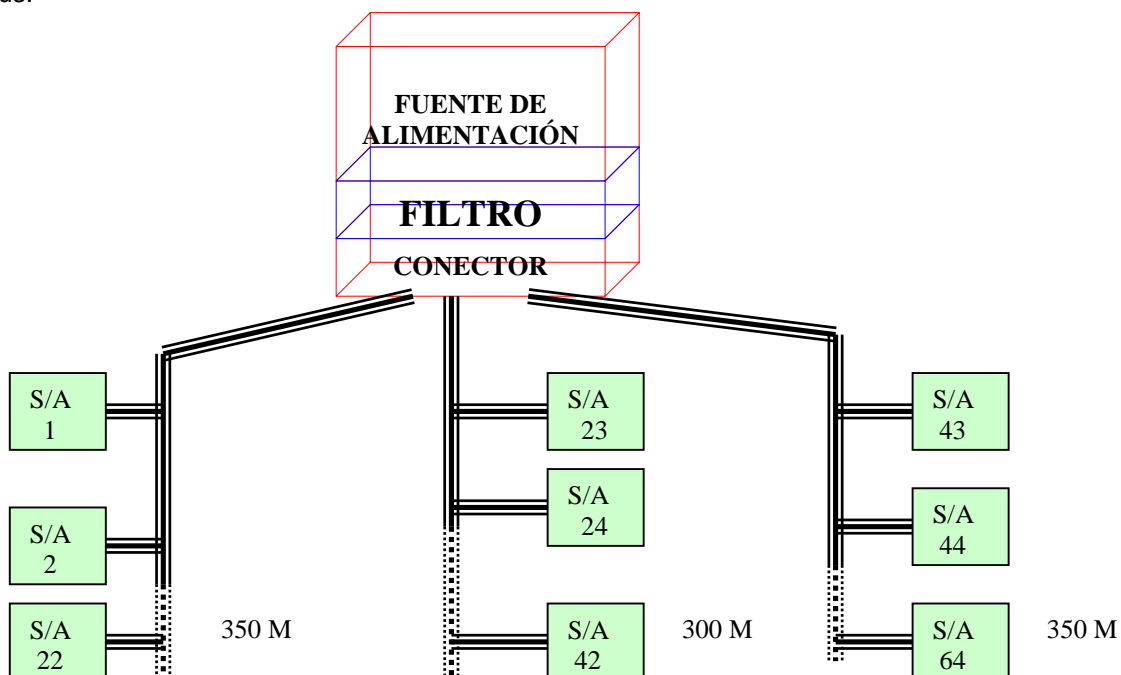 FUENTE DE
ALIMENTACIÓN
FILTRO
CONECTOR
S/A
1
S/A
23
S/A
43
S/A
24
S/A
44
S/A
2
S/A
22
350 M
S/A
42
300 M
S/A
64
350 M